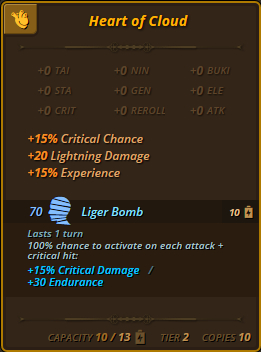 Heart of Cloud
+0 TAI +0 NIN +0 BUKI
+0 STA +0 GEN +0 ELE
+0 CRIT +0 REROLL +0 ATK
+15% Critical Chance
+20 Lightning Damage
+15% Experience
70 Liger Bomb 10
Lasts 1 turn
100% chance to activate on each attack +
critical hit:
+15% Critical Damage /
+30 Endurance
CAPACITY 10 / 13 TIER 2 COPIES 10